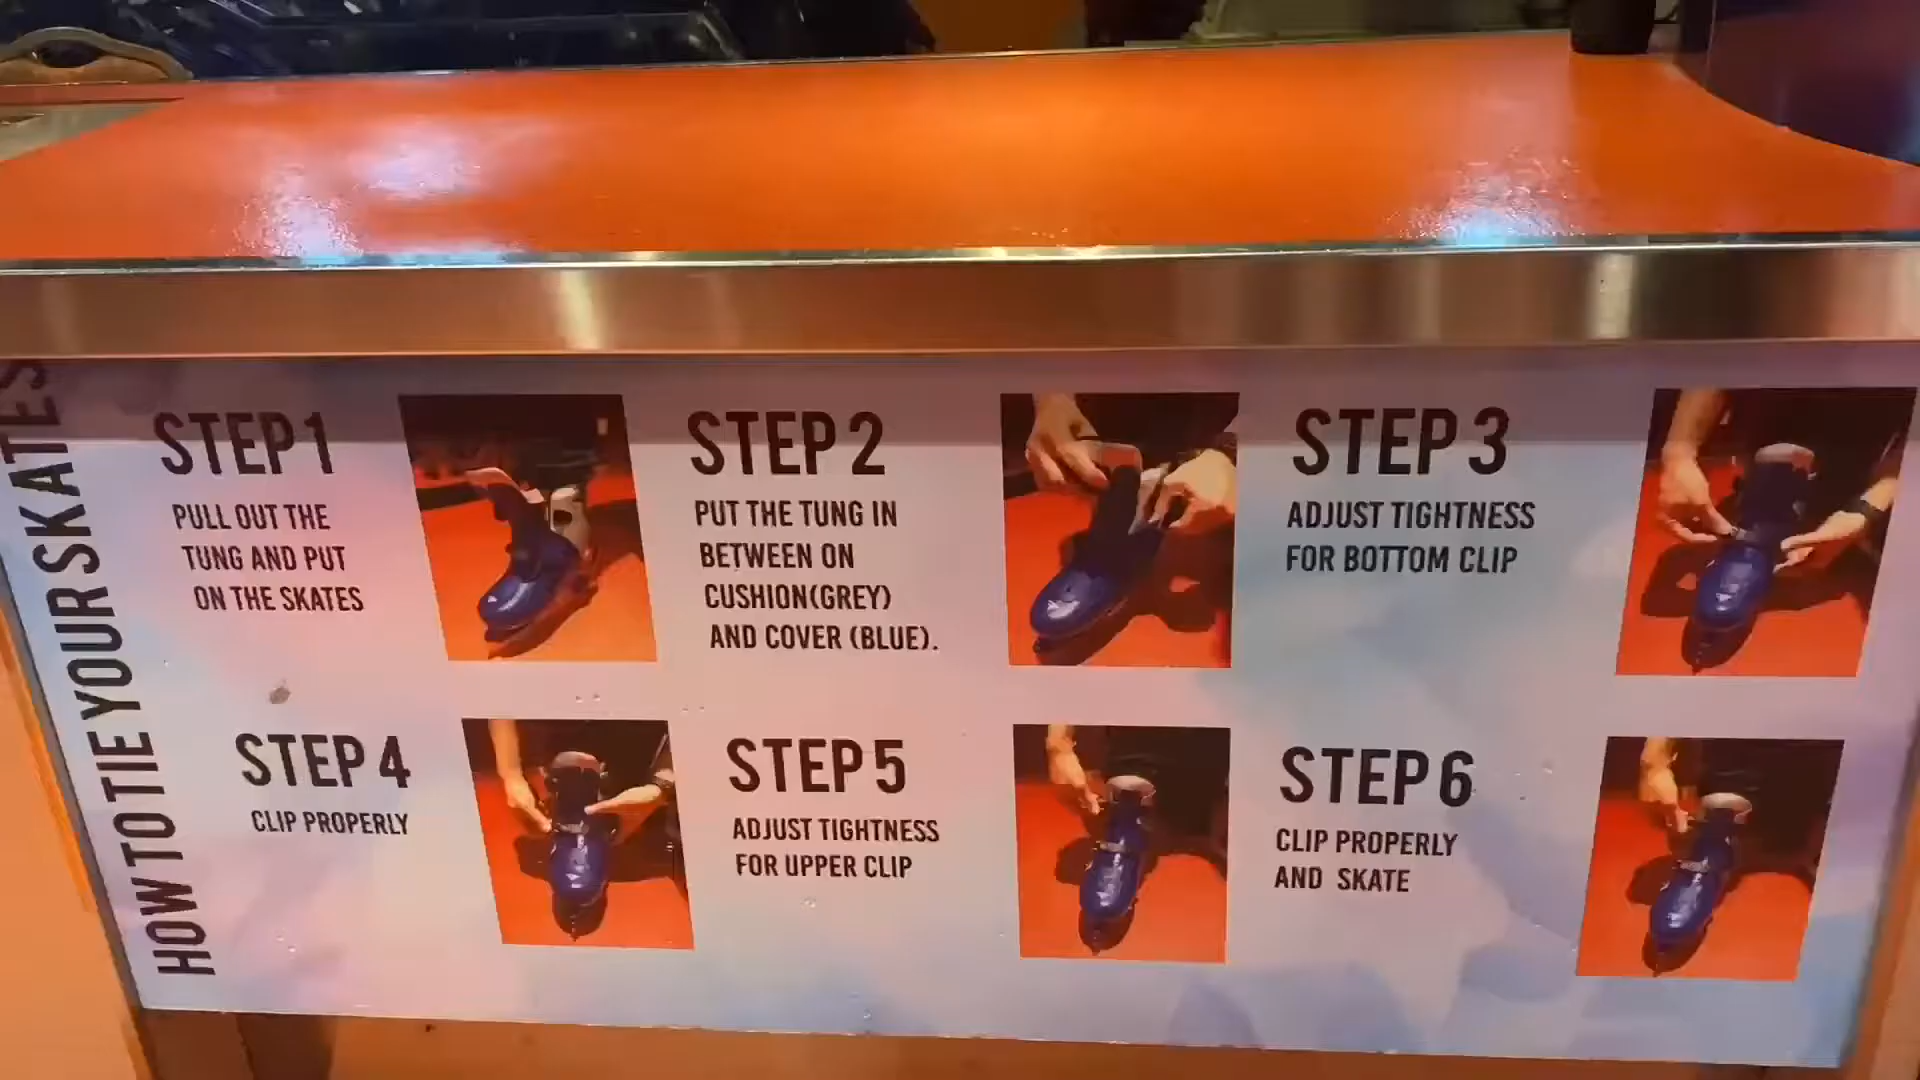 HOW TO TIE YOUR SKATES
STEP 1
PULL OUT THE
TUNG AND PUT
ON THE SKATES
STEP 2
PUT THE TUNG IN
BETWEEN ON
CUSHION(GREY)
AND COVER (BLUE).
STEP 3
ADJUST TIGHTNESS
FOR BOTTOM CLIP
STEP 4
CLIP PROPERLY
STEP 5
ADJUST TIGHTNESS
FOR UPPER CLIP
STEP 6
CLIP PROPERLY
AND SKATE